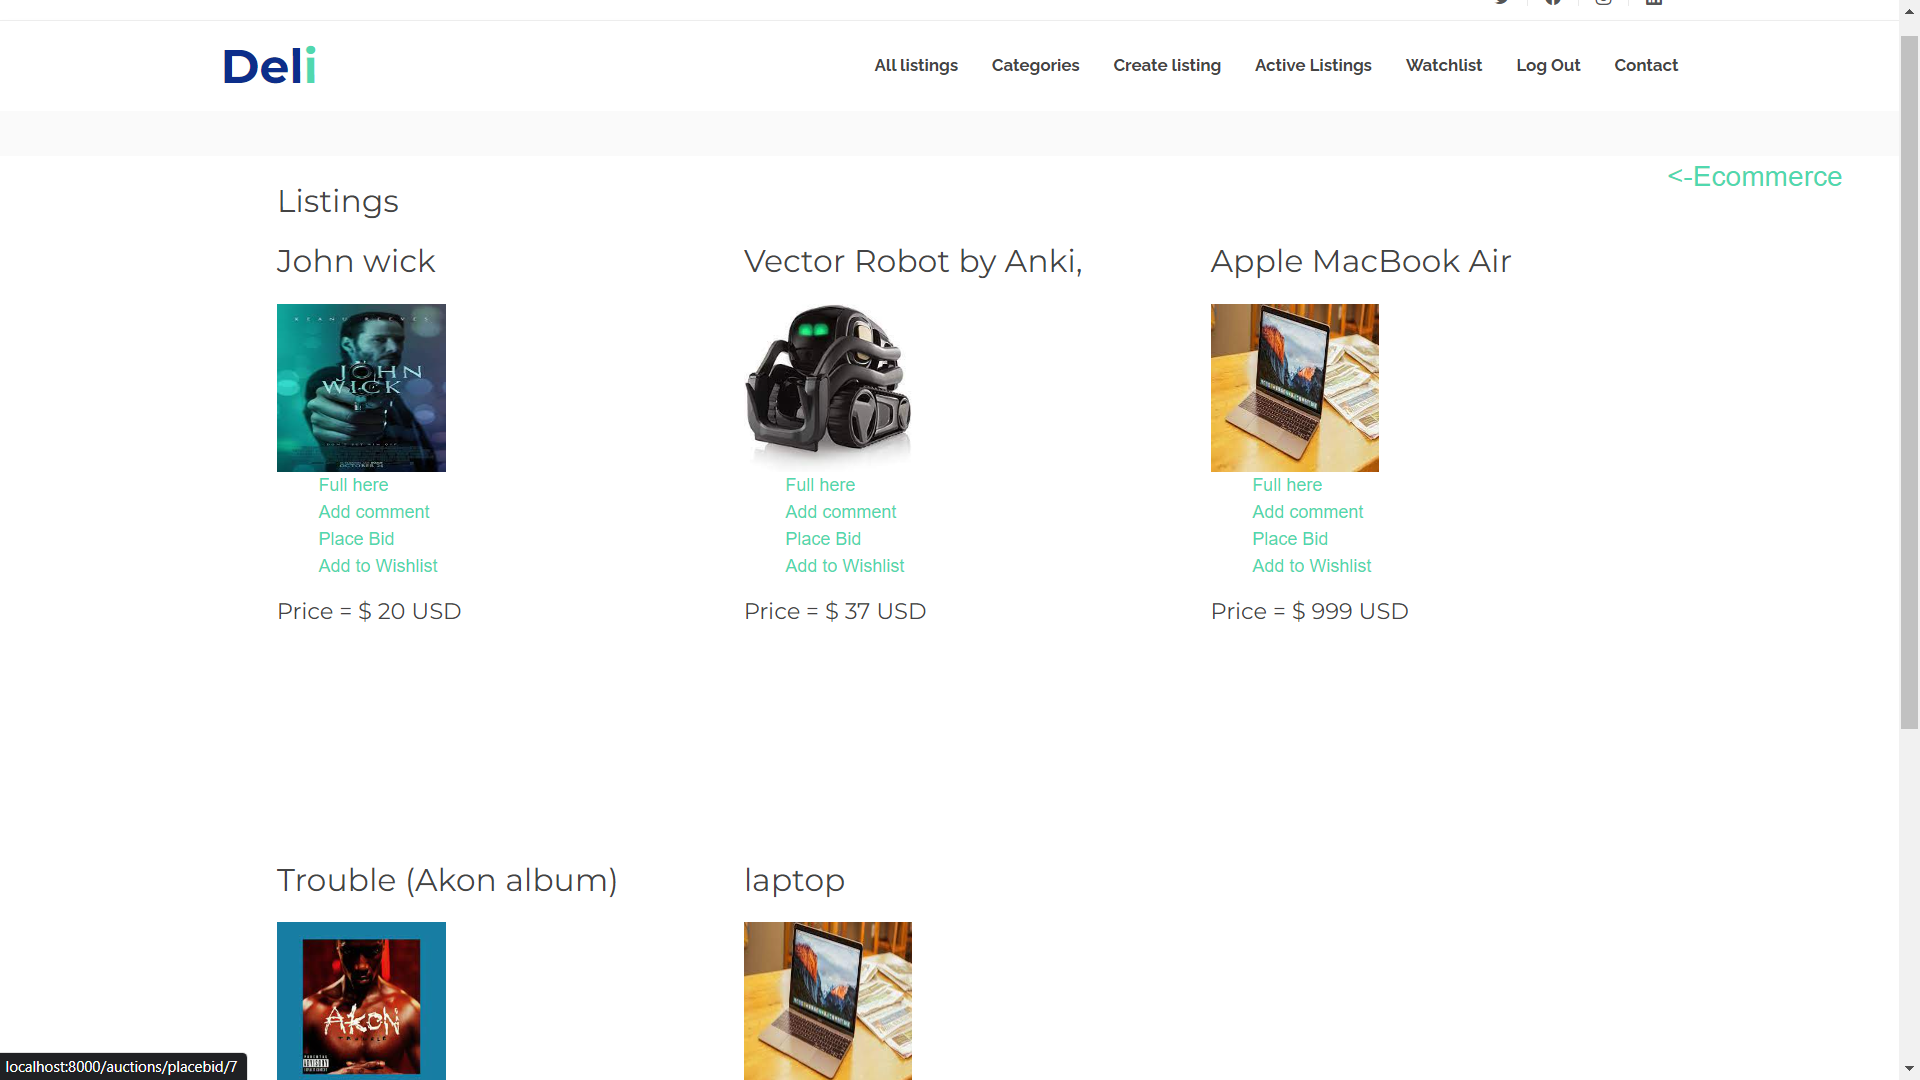 Deli
All listings
Categories
Create listing
Active Listings
Watchlist
Log Out
Contact
<-Ecommerce
Listings
John wick
KEANU REEVES
JOHN
WICK
Full here
Add comment
Place Bid
Add to Wishlist
Price = $ 20 USD
Vector Robot by Anki,
Full here
Add comment
Place Bid
Add to Wishlist
Price = $ 37 USD
Apple MacBook Air
Full here
Add comment
Place Bid
Add to Wishlist
Price = $ 999 USD
Trouble (Akon album)
AKON
TROUBLE
laptop
localhost:8000/auctions/placebid/7